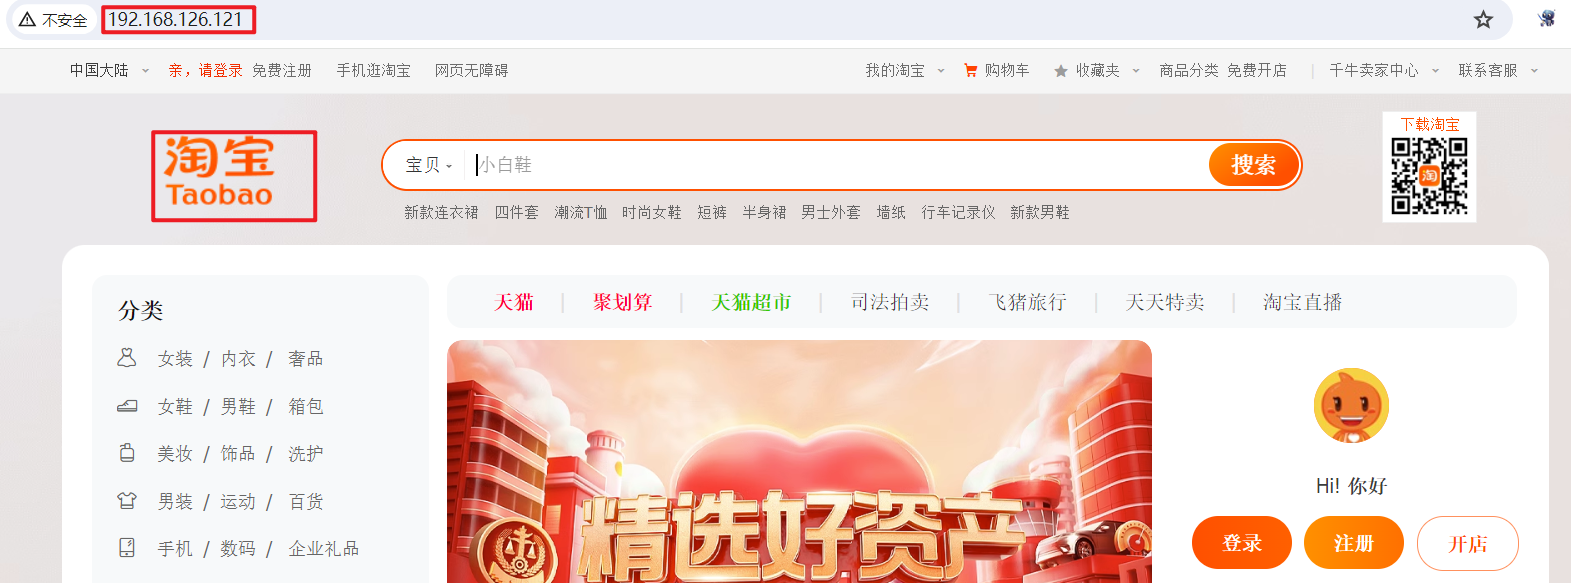 不安全 192.168.126.121
中国大陆 亲，请登录 免费注册 手机逛淘宝 网页无障碍 我的淘宝 购物车 收藏夹 商品分类 免费开店 千牛卖家中心 联系客服
下载淘宝
淘宝
Taobao
宝贝 小白鞋 搜索
淘
新款连衣裙 四件套 潮流T恤 时尚女鞋 短裤 半身裙 男士外套 墙纸 行车记录仪 新款男鞋
分类
天猫 聚划算 天猫超市 司法拍卖 飞猪旅行 天天特卖 淘宝直播
女装 / 内衣 / 奢品
女鞋 / 男鞋 / 箱包
美妆 / 饰品 / 洗护
男装 / 运动 / 百货
手机 / 数码 / 企业礼品
精选好资产
Hi! 你好
登录 注册 开店